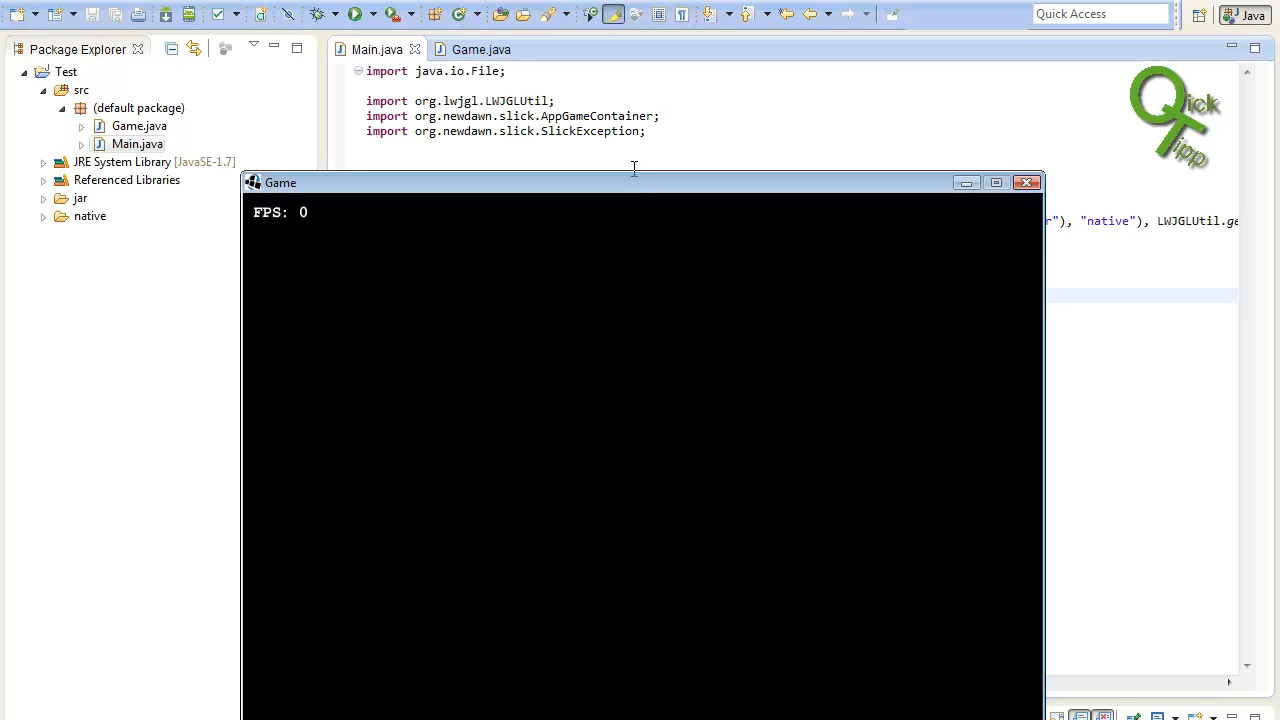 Quick Access
Java
Package Explorer
Main.java
Game.java
Test
src
(default package)
Game.java
Main.java
JRE System Library [JavaSE-1.7]
Referenced Libraries
jar
native
import java.io.File;
import org.lwjgl.LWJGLUtil;
import org.newdawn.slick.AppGameContainer;
import org.newdawn.slick.SlickException;
Quick
Tipp
r"), "native"), LWJGLUtil.ge
Game
FPS: 0